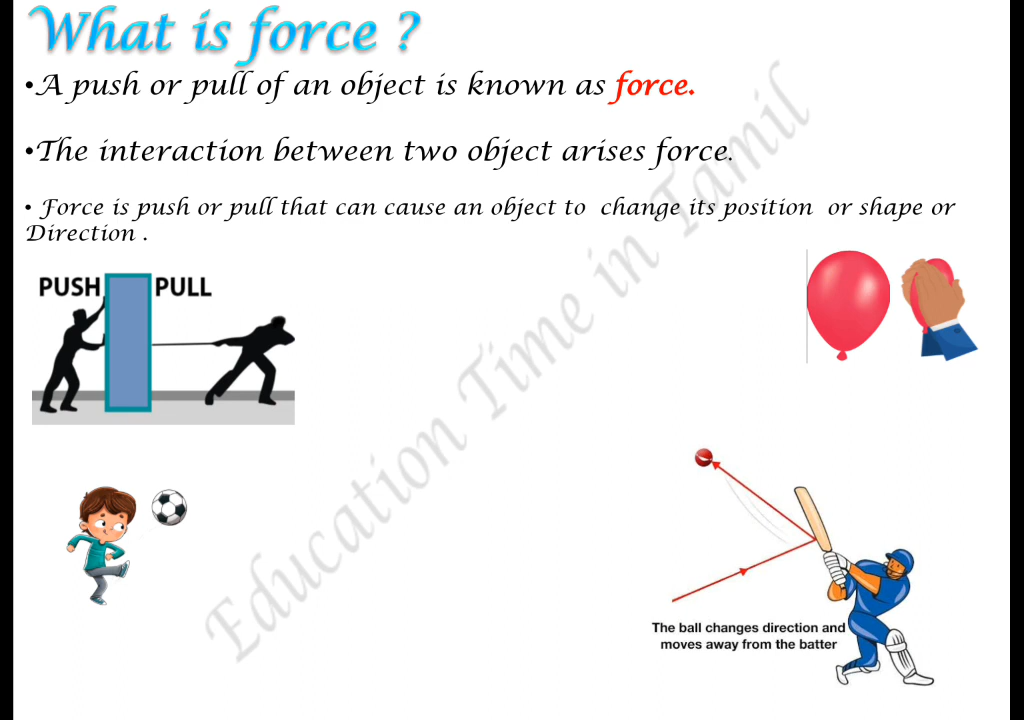 What is force ?
•A push or pull of an object is known as force.
•The interaction between two object arises force.
• Force is push or pull that can cause an object to change its position or shape or
Direction .
PUSH PULL
Education Time in Tamil
The ball changes direction and
moves away from the batter